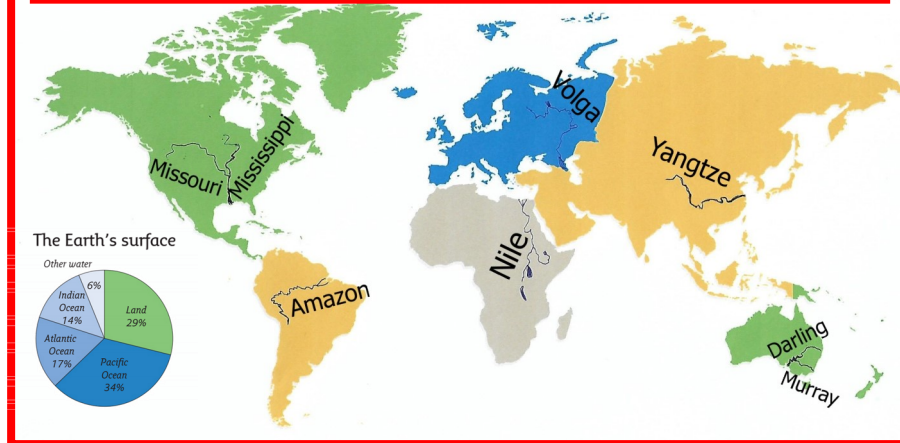 Volga
Mississippi
Missouri
Yangtze
Nile
Amazon
Darling
Murray
The Earth's surface
Other water
6%
Indian
Ocean
14%
Land
29%
Atlantic
Ocean
17%
Pacific
Ocean
34%